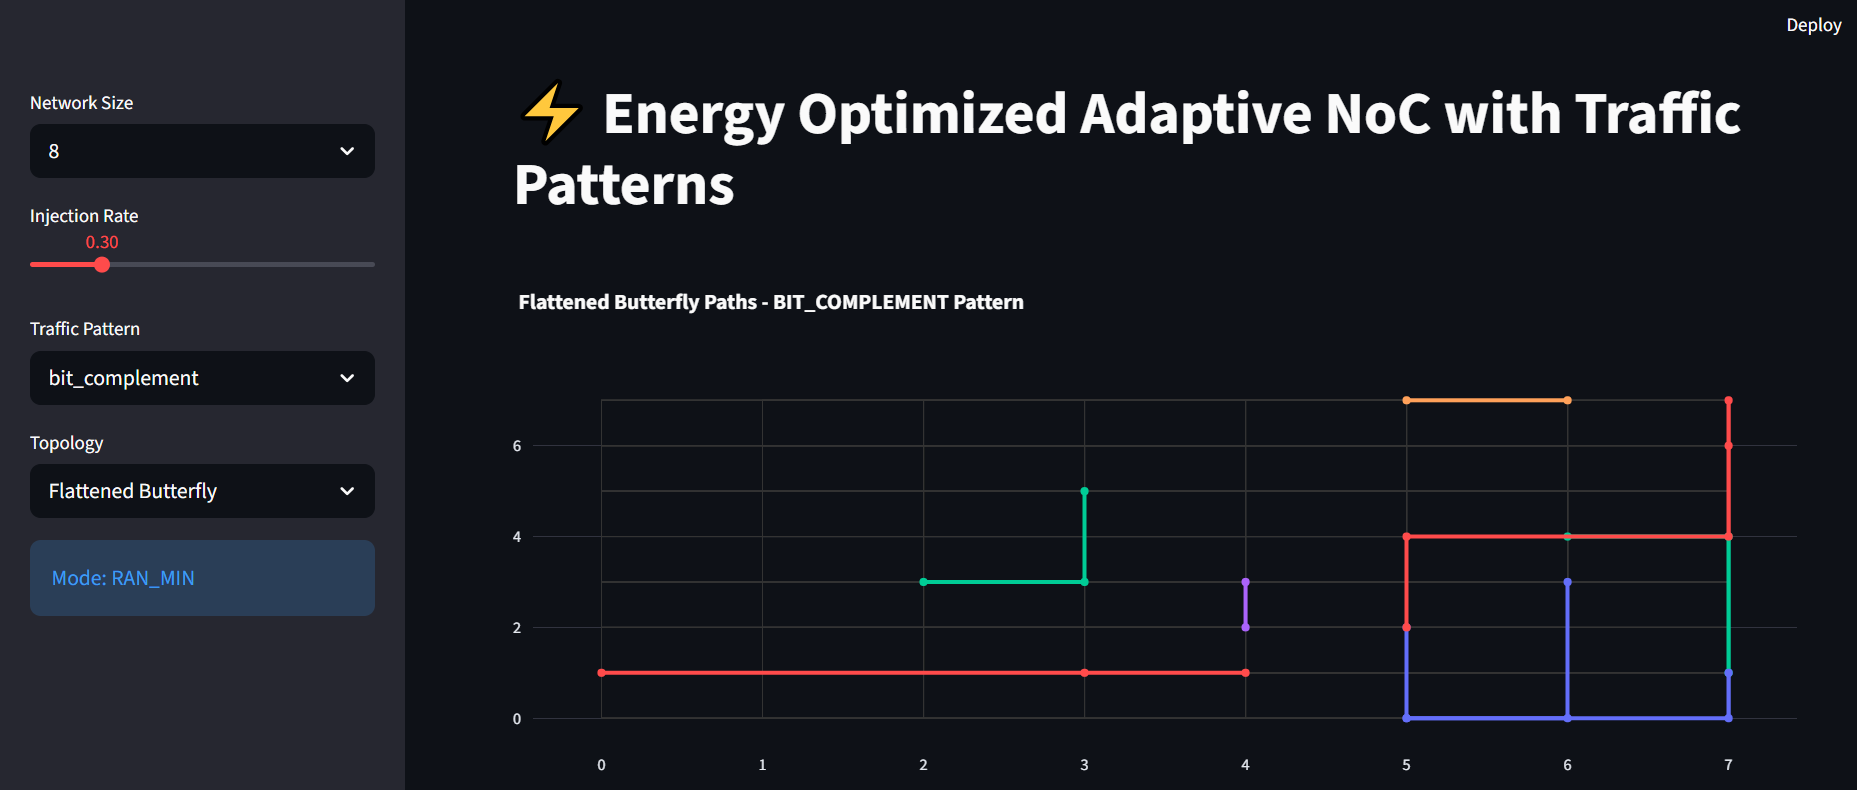 Deploy
Network Size
8
Injection Rate
0.30
Traffic Pattern
bit_complement
Topology
Flattened Butterfly
Mode: RAN_MIN
⚡ Energy Optimized Adaptive NoC with Traffic
Patterns
Flattened Butterfly Paths - BIT_COMPLEMENT Pattern
6
4
2
0
0 1 2 3 4 5 6 7